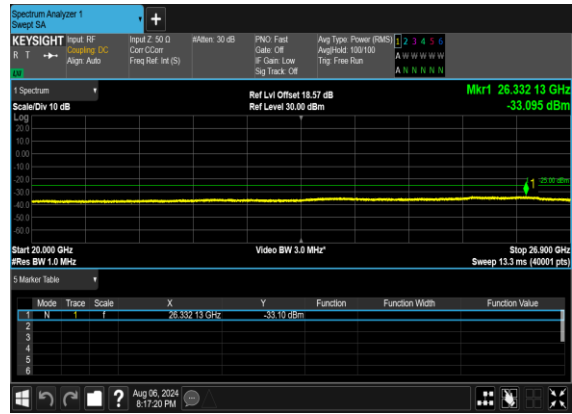 Spectrum Analyzer 1
Swept SA
+
KEYSIGHT Input: RF Input Z: 50 Ω #Atten: 30 dB PNO: Fast Avg Type: Power (RMS) 1 2 3 4 5 6
R T Coupling: DC Corr CCorr Gate: Off Avg|Hold: 100/100 A W W W W W
Align: Auto Freq Ref: Int (S) IF Gain: Low Trig: Free Run
Sig Track: Off A N N N N N
1 Spectrum Ref Lvl Offset 18.57 dB Mkr1 26.332 13 GHz
Scale/Div 10 dB Ref Level 30.00 dBm -33.095 dBm
Log
20.0
10.0
0.00
-10.0
-20.0
1 -25.00 dBm
-30.0
-40.0
-50.0
-60.0
Start 20.000 GHz Video BW 3.0 MHz* Stop 26.900 GHz
#Res BW 1.0 MHz Sweep 13.3 ms (40001 pts)
5 Marker Table
Mode Trace Scale X Y Function Function Width Function Value
1 N 1 f 26.332 13 GHz -33.10 dBm
2
3
4
5
6
? Aug 06, 2024
8:17:20 PM